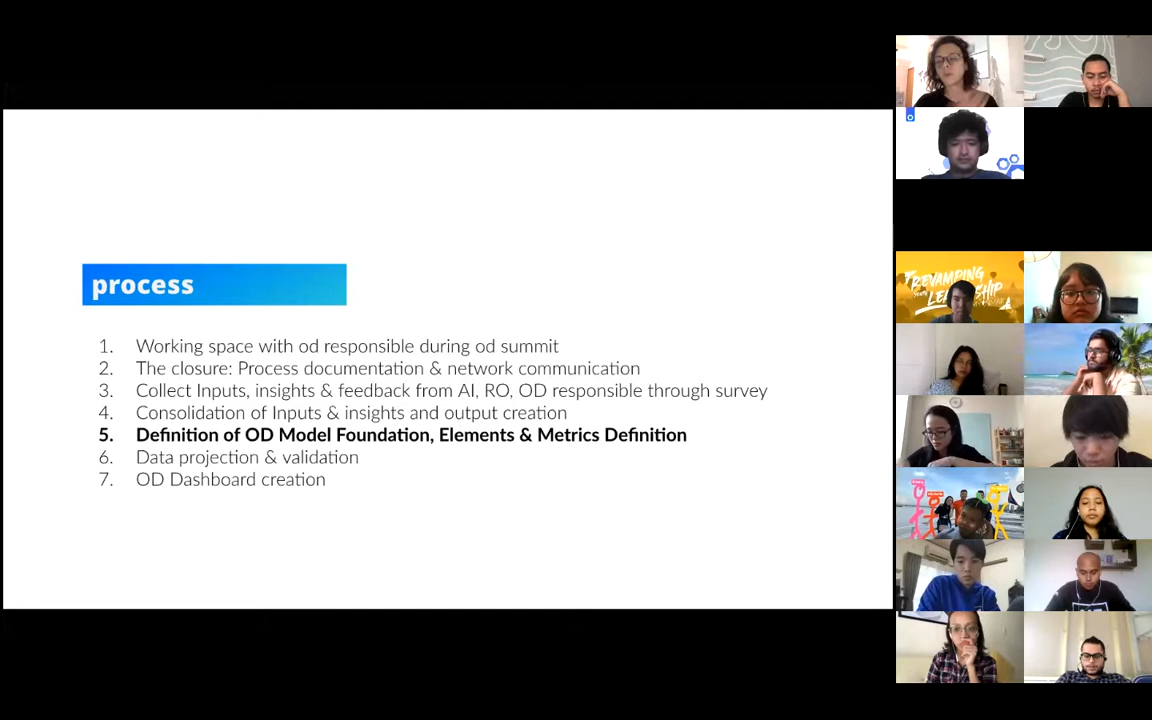 process
1. Working space with od responsible during od summit
2. The closure: Process documentation & network communication
3. Collect Inputs, insights & feedback from AI, RO, OD responsible through survey
4. Consolidation of Inputs & insights and output creation
5. Definition of OD Model Foundation, Elements & Metrics Definition
6. Data projection & validation
7. OD Dashboard creation
REVAMPING